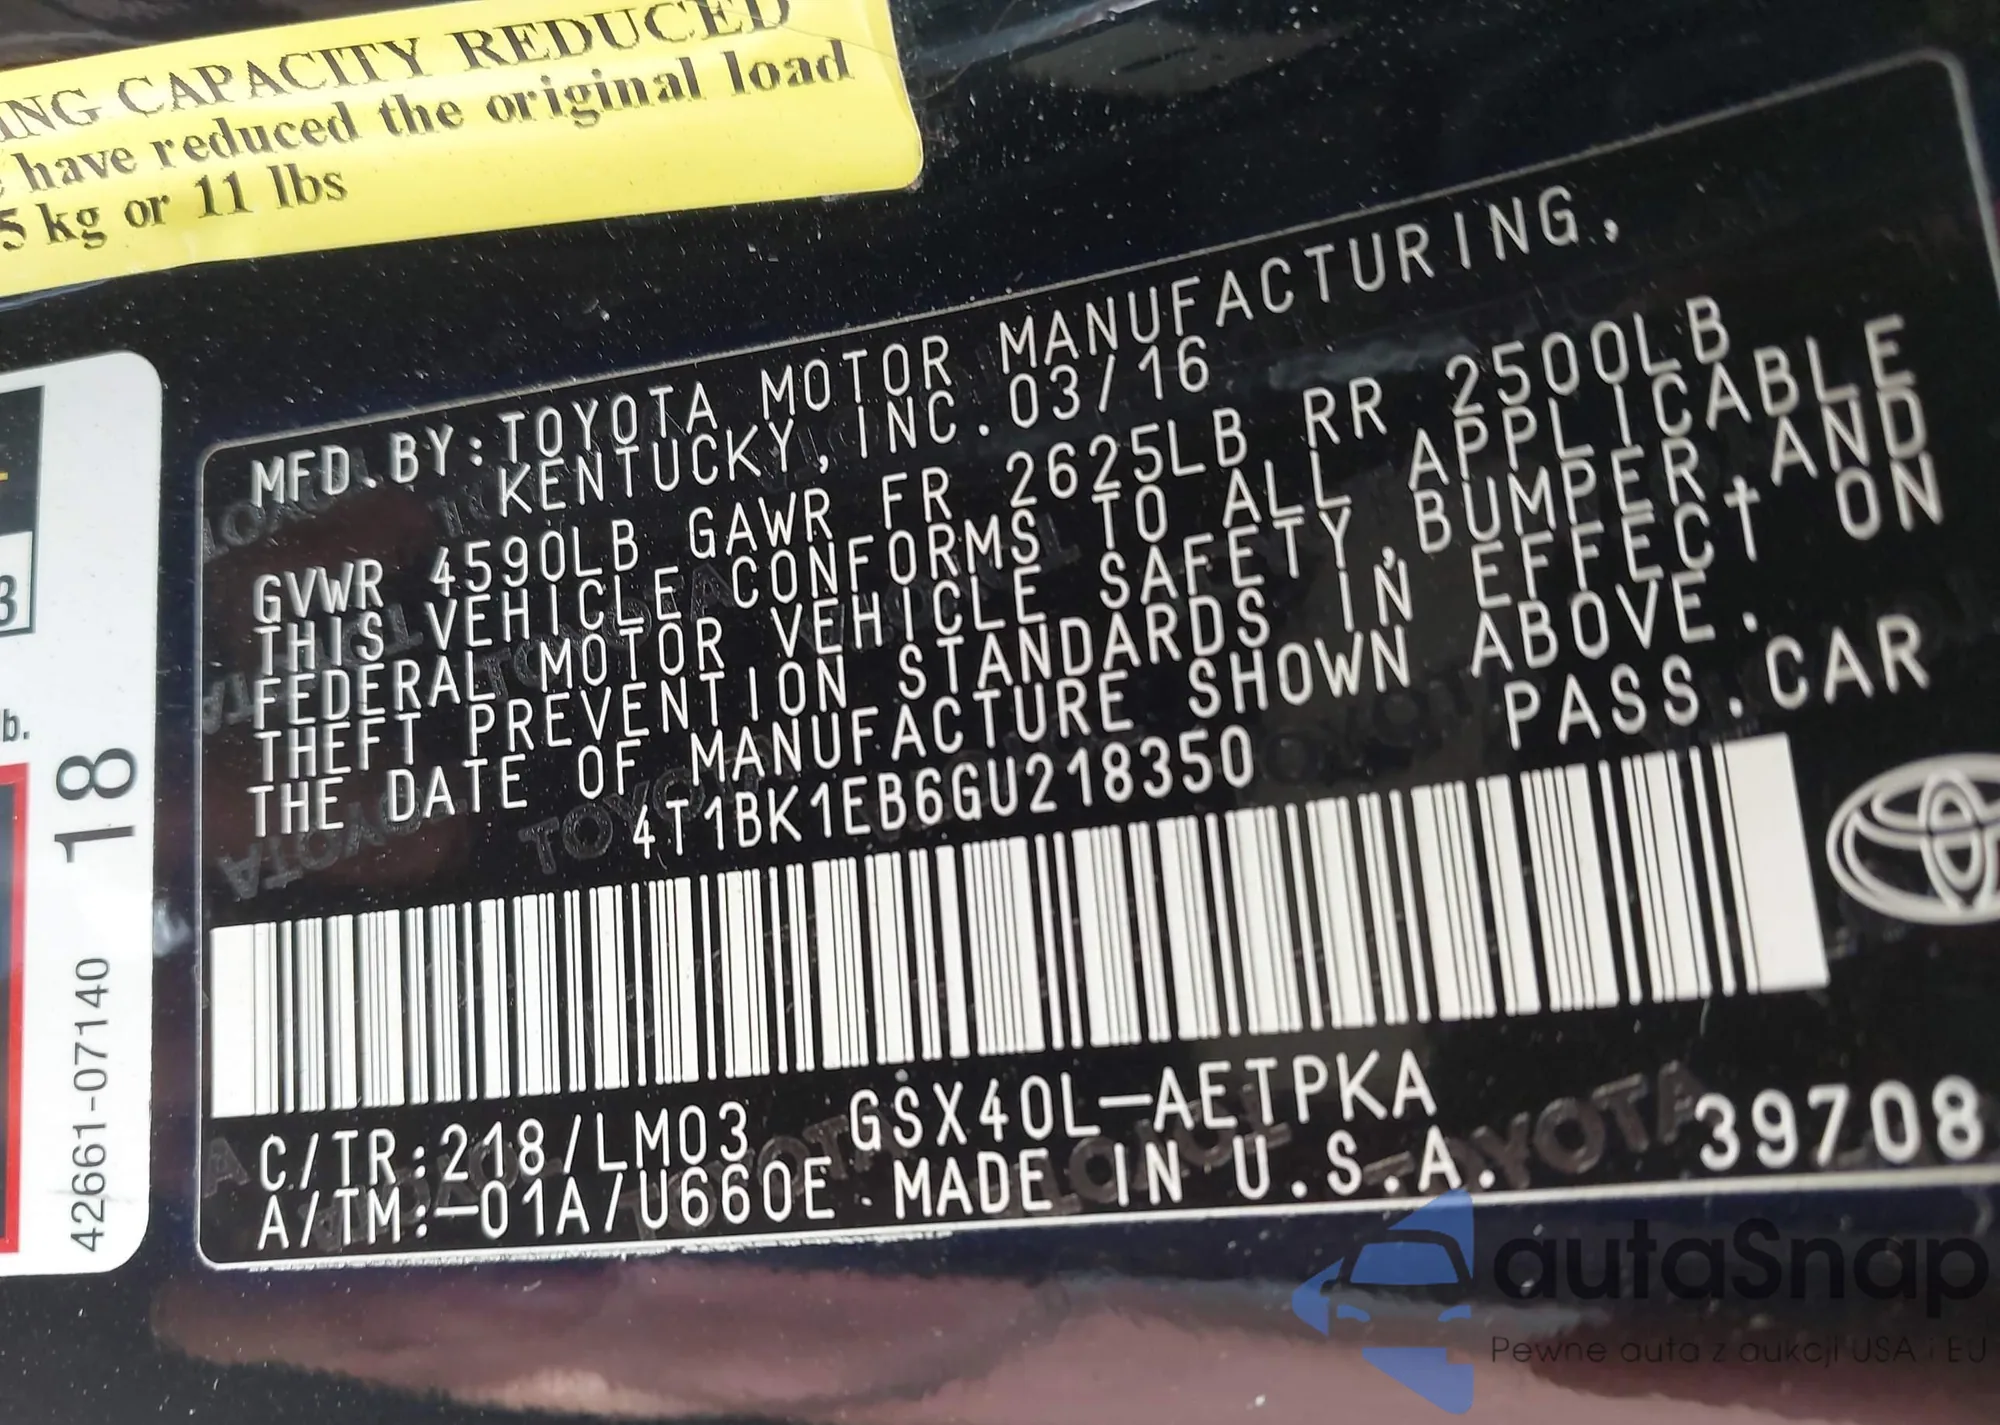 ING CAPACITY REDUCED
have reduced the original load
5 kg or 11 lbs
3
b.
18
42661-07140
MFD.BY:TOYOTA MOTOR MANUFACTURING,
KENTUCKY,INC.03/16
GVWR 4590LB GAWR FR 2625LB RR 2500LB
THIS VEHICLE CONFORMS TO ALL APPLICABLE
FEDERAL MOTOR VEHICLE SAFETY,BUMPER,AND
THEFT PREVENTION STANDARDS IN EFFECT ON
THE DATE OF MANUFACTURE SHOWN ABOVE.
4T1BK1EB6GU218350 PASS.CAR
C/TR:218/LM03 GSX40L-AETPKA
A/TM:-01A/U660E MADE IN U.S.A. 39708
autaSnap
Pewne auta z aukcji USA i EU